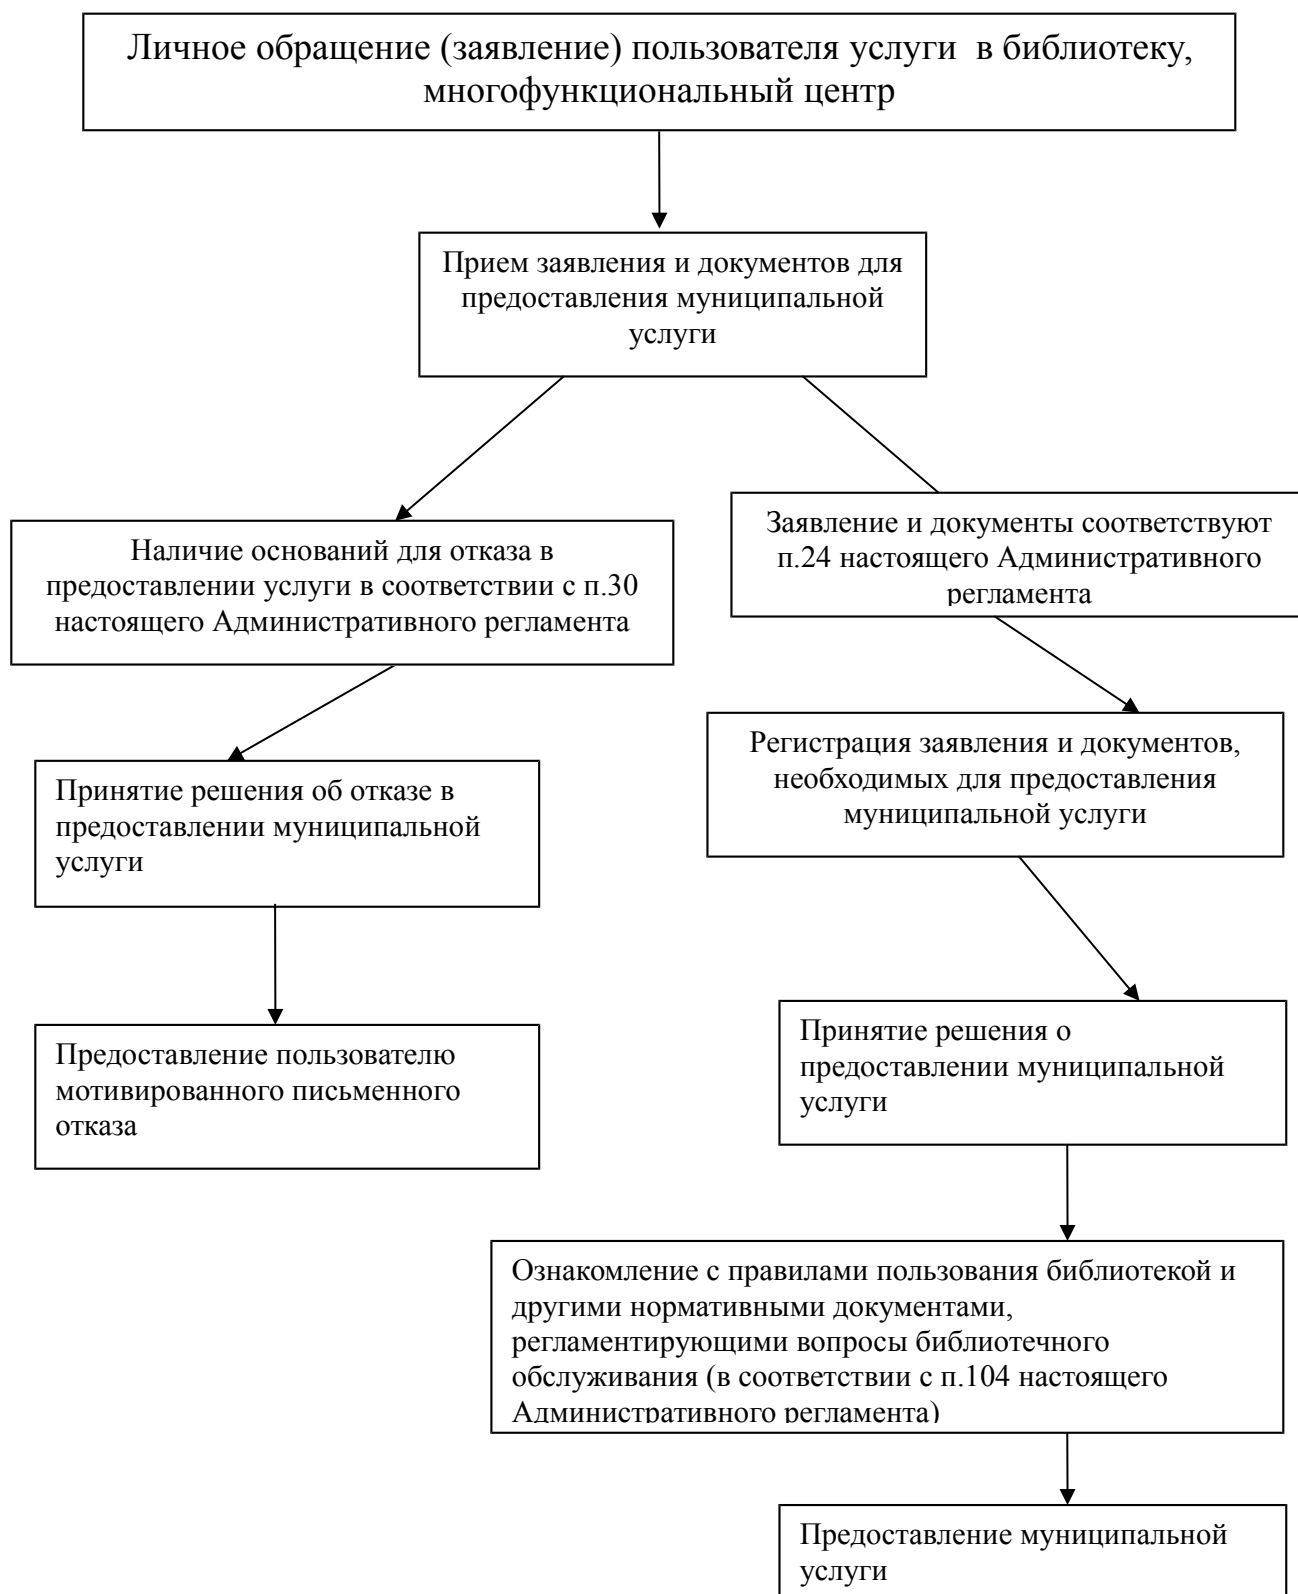 Личное обращение (заявление) пользователя услуги в библиотеку,
многофункциональный центр
Прием заявления и документов для
предоставления муниципальной
услуги
Наличие оснований для отказа в
предоставлении услуги в соответствии с п.30
настоящего Административного регламента
Заявление и документы соответствуют
п.24 настоящего Административного
регламента
Принятие решения об отказе в
предоставлении муниципальной
услуги
Регистрация заявления и документов,
необходимых для предоставления
муниципальной услуги
Предоставление пользователю
мотивированного письменного
отказа
Принятие решения о
предоставлении муниципальной
услуги
Ознакомление с правилами пользования библиотекой и
другими нормативными документами,
регламентирующими вопросы библиотечного
обслуживания (в соответствии с п.104 настоящего
Административного регламента)
Предоставление муниципальной
услуги